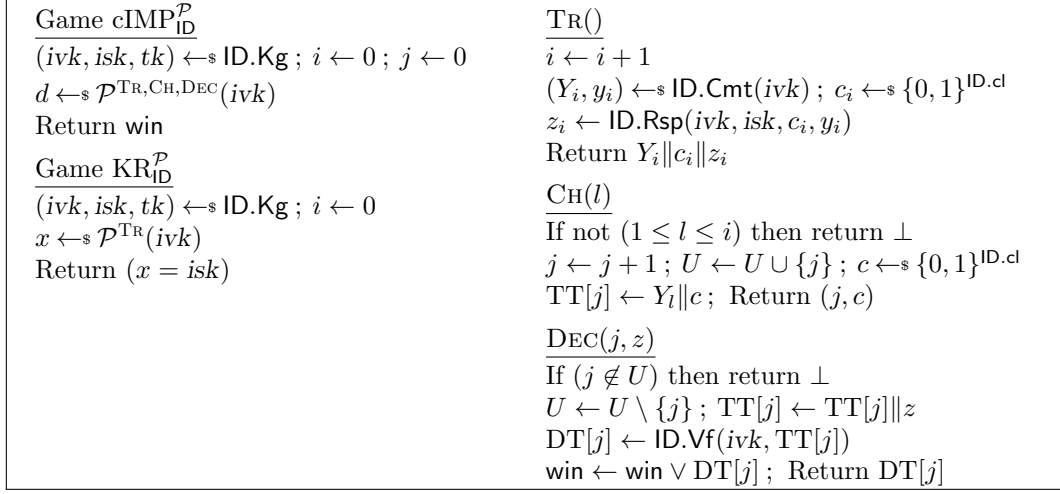 Game cIMP^𝒫_ID
(ivk, isk, tk) ←$ ID.Kg ; i ← 0 ; j ← 0
d ←$ 𝒫^{Tr,Ch,Dec}(ivk)
Return win
Game KR^𝒫_ID
(ivk, isk, tk) ←$ ID.Kg ; i ← 0
x ←$ 𝒫^{Tr}(ivk)
Return (x = isk)
Tr()
i ← i + 1
(Y_i, y_i) ←$ ID.Cmt(ivk) ; c_i ←$ {0, 1}^{ID.cl}
z_i ← ID.Rsp(ivk, isk, c_i, y_i)
Return Y_i‖c_i‖z_i
Ch(l)
If not (1 ≤ l ≤ i) then return ⊥
j ← j + 1 ; U ← U ∪ {j} ; c ←$ {0, 1}^{ID.cl}
TT[j] ← Y_l‖c ; Return (j, c)
Dec(j, z)
If (j ∉ U) then return ⊥
U ← U \ {j} ; TT[j] ← TT[j]‖z
DT[j] ← ID.Vf(ivk, TT[j])
win ← win ∨ DT[j] ; Return DT[j]